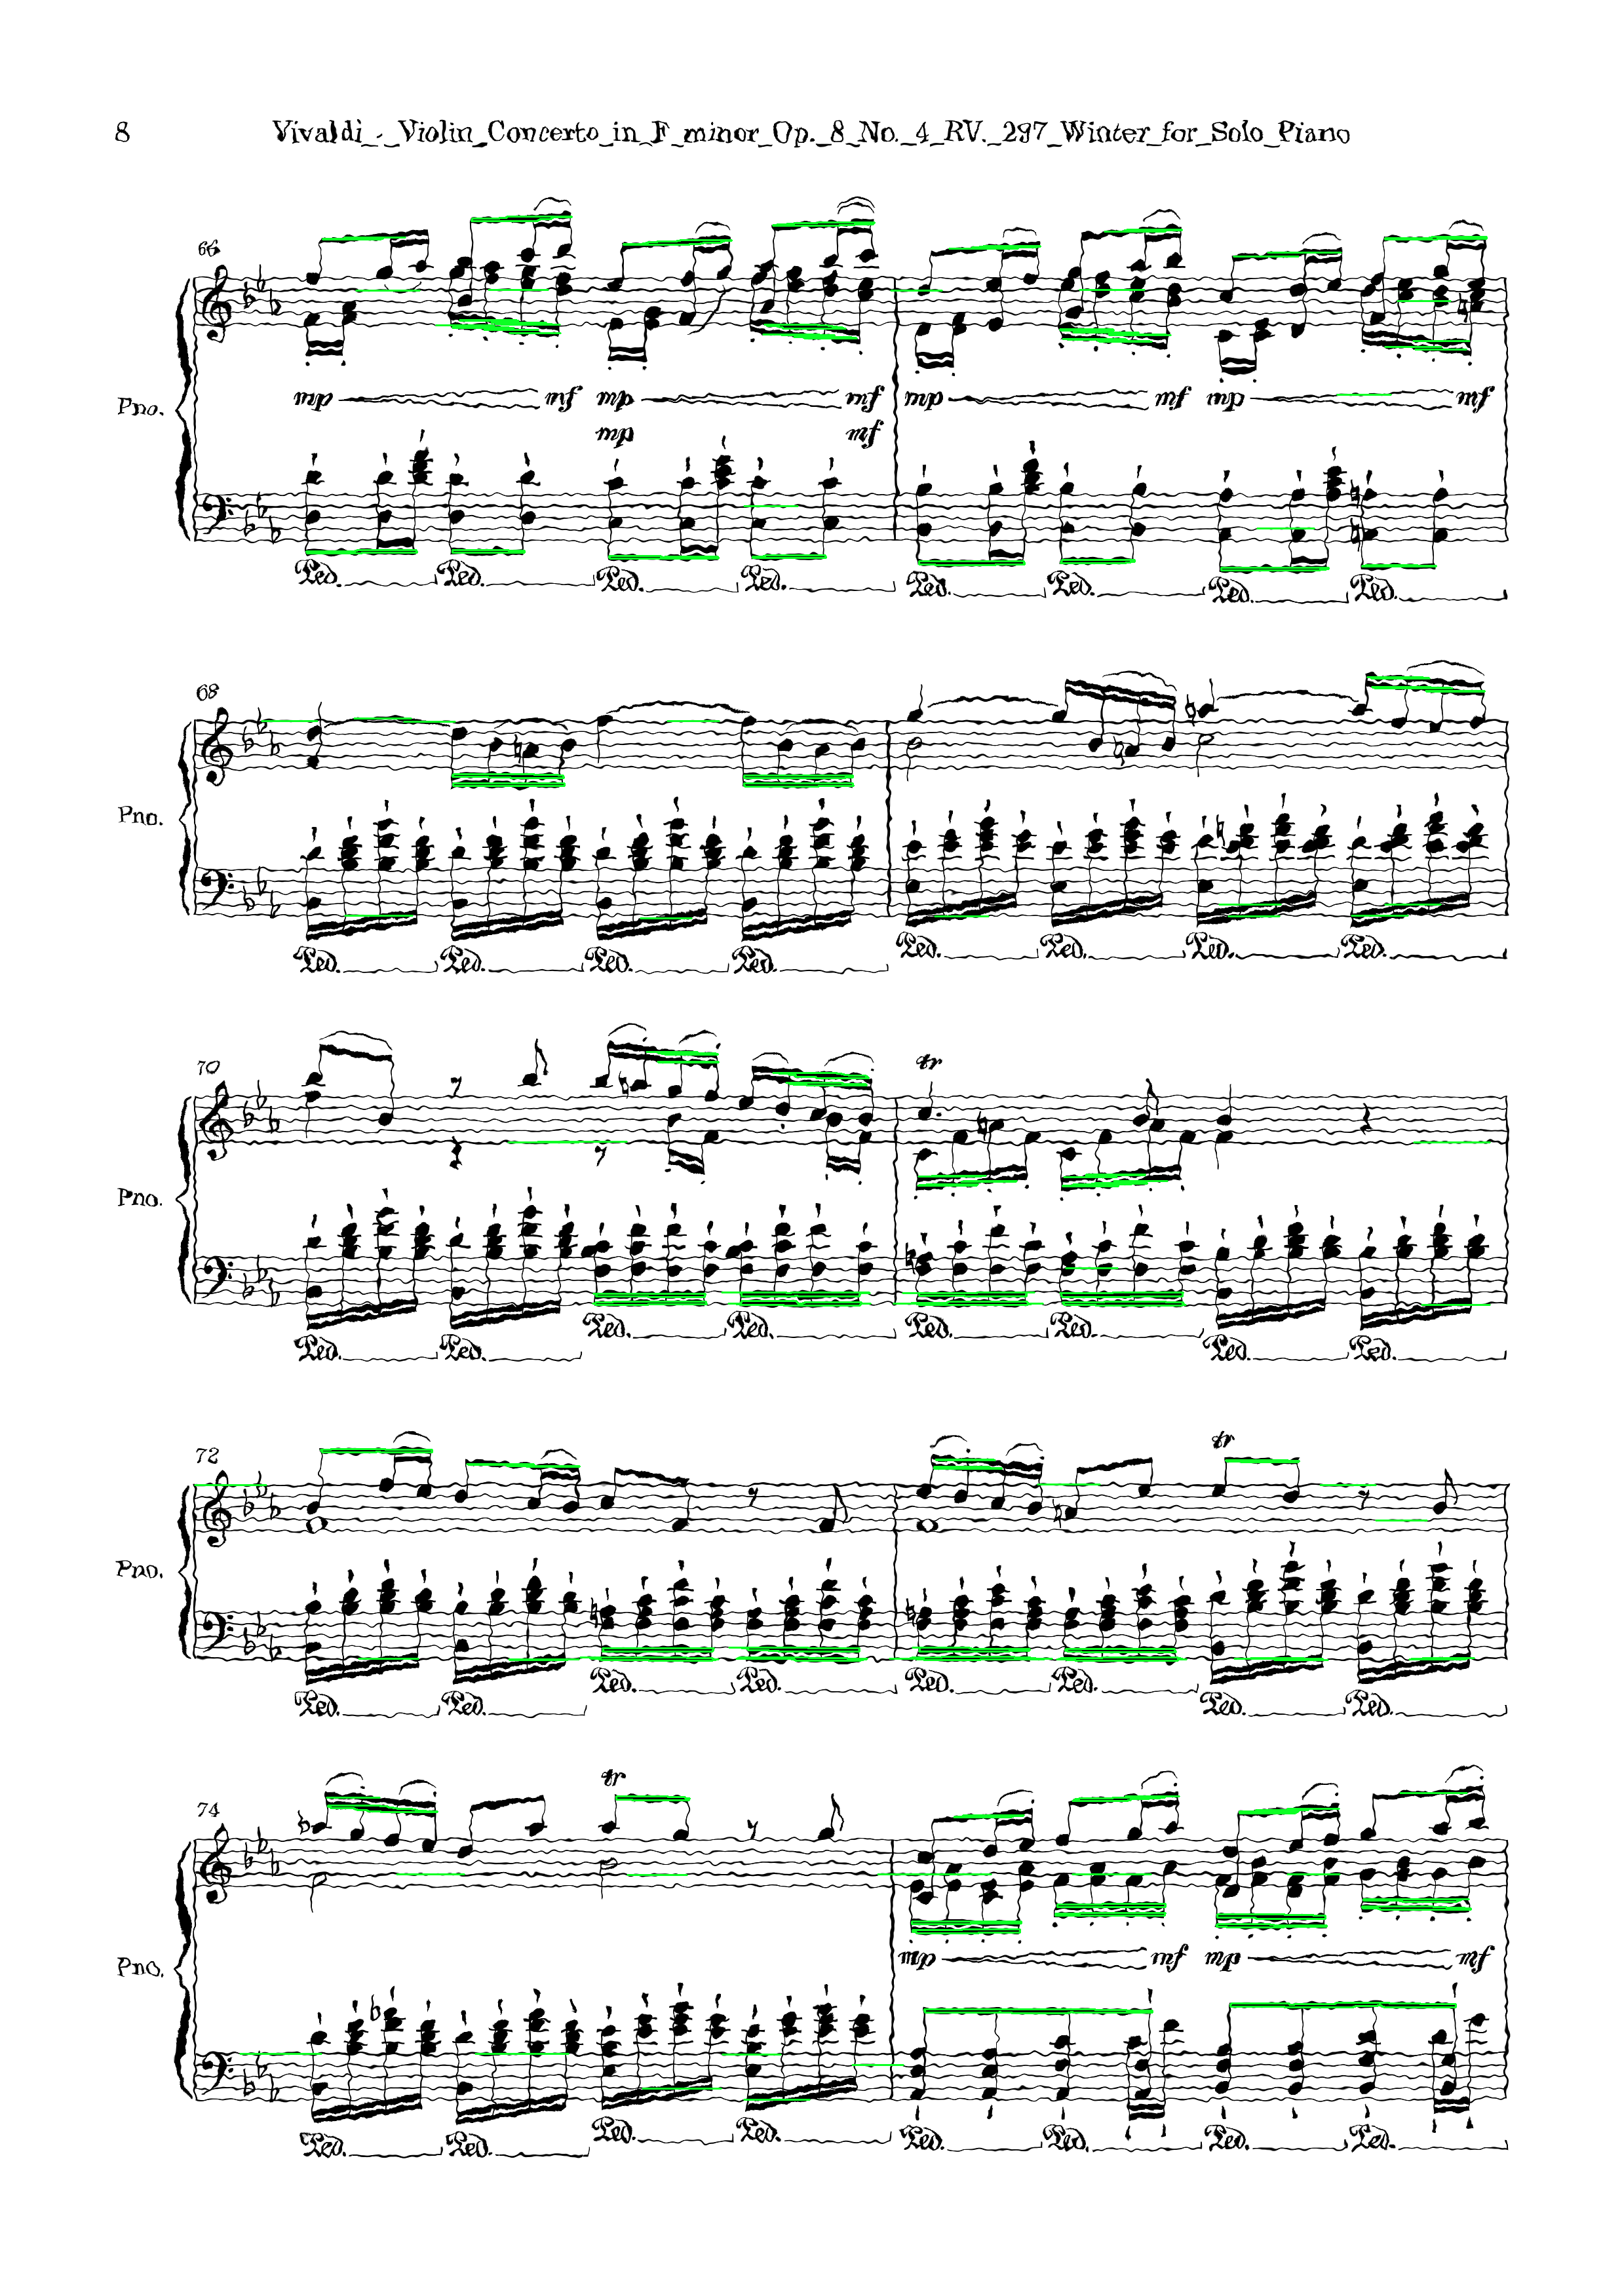 8 Vivaldi_-_Violin_Concerto_in_F_minor_Op._8_No._4_RV._297_Winter_for_Solo_Piano
66
mp mf mp mf mp mf mp mf
Pno.
mp mf
Ped. Ped. Ped. Ped. Ped. Ped. Ped. Ped.
68
Pno.
Ped. Ped. Ped. Ped. Ped. Ped. Ped. Ped.
70 tr
Pno.
Ped. Ped. Ped. Ped. Ped. Ped. Ped. Ped.
72 tr
Pno.
Ped. Ped. Ped. Ped. Ped. Ped. Ped. Ped.
74 tr
mp mf mp mf
Pno.
Ped. Ped. Ped. Ped. Ped. Ped. Ped. Ped.